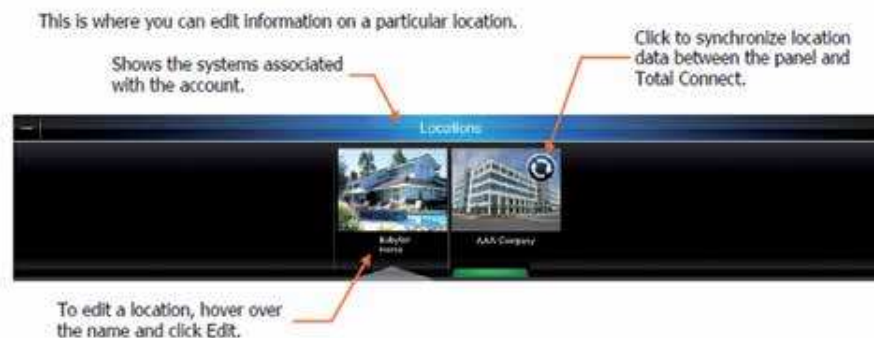 This is where you can edit information on a particular location.
Click to synchronize location
data between the panel and
Total Connect.
Shows the systems associated
with the account.
Locations
Home
AAA Company
To edit a location, hover over
the name and click Edit.